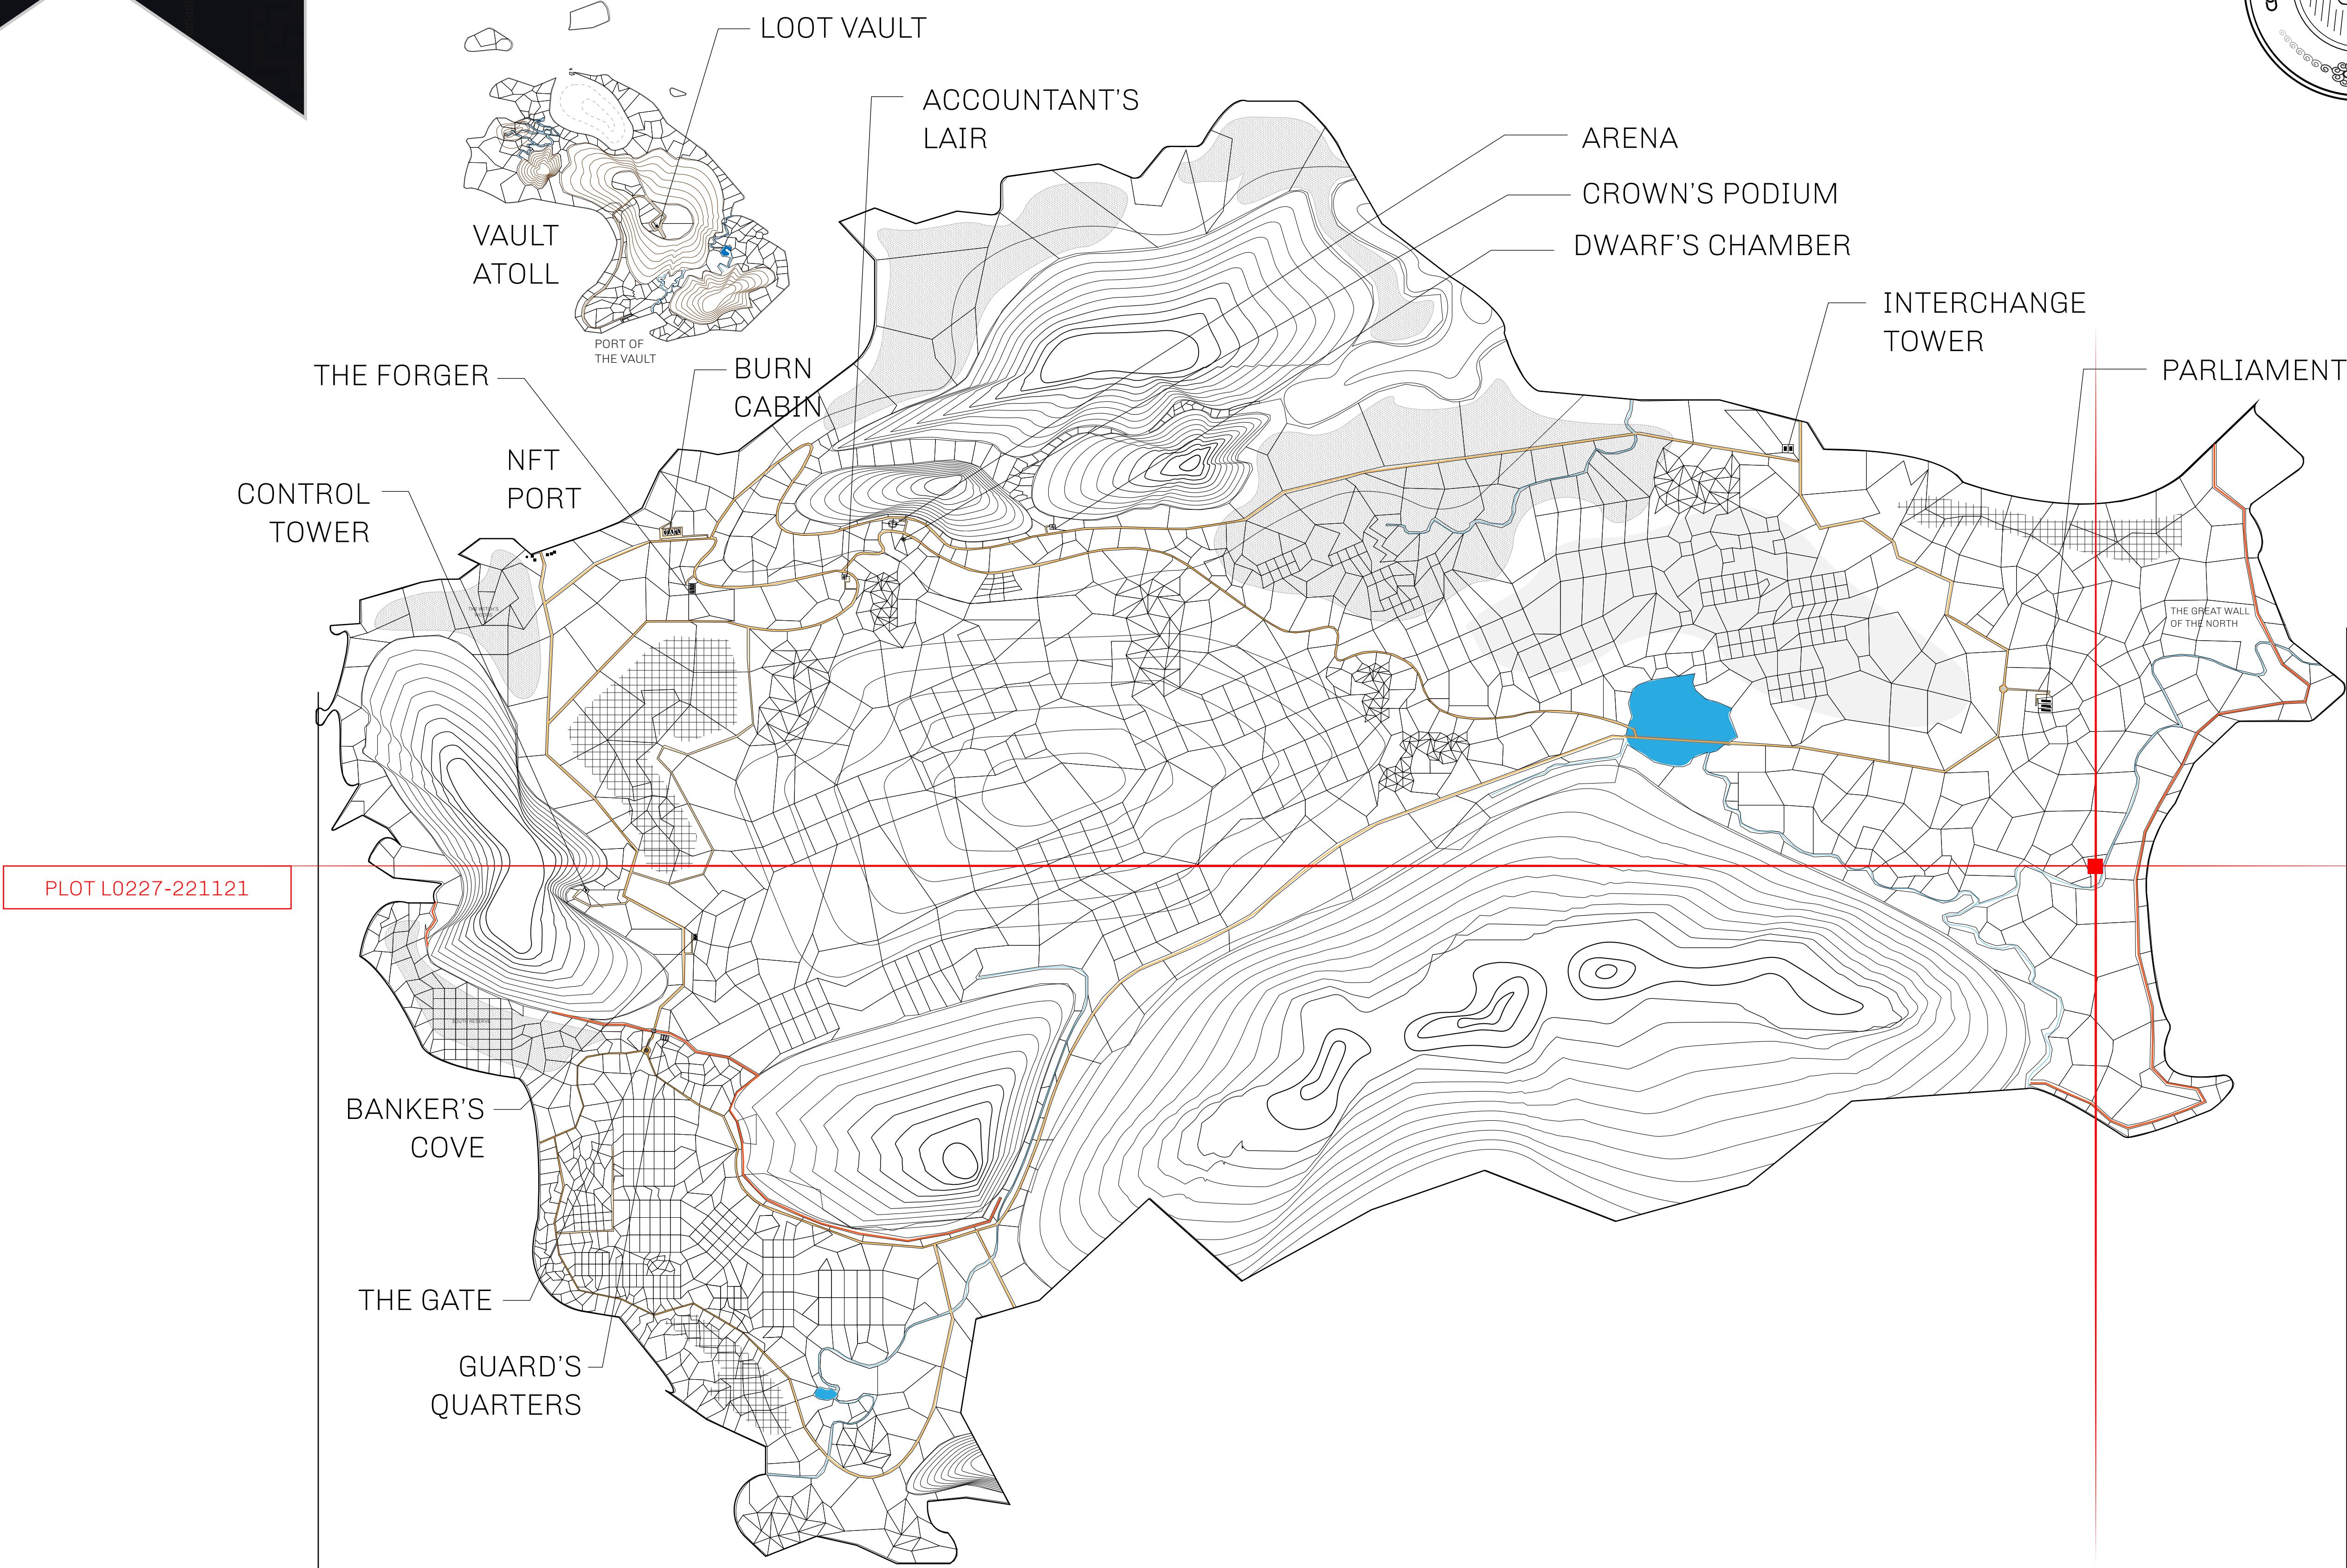 LOOT VAULT
ACCOUNTANT'S
LAIR
ARENA
CROWN'S PODIUM
DWARF'S CHAMBER
VAULT
ATOLL
INTERCHANGE
TOWER
PORT OF
THE VAULT
THE FORGER
BURN
CABIN
PARLIAMENT
NFT
PORT
CONTROL
TOWER
THE GREAT WALL
OF THE NORTH
PLOT L0227-221121
SOUTH RESERVE
BANKER'S
COVE
THE GATE
GUARD'S
QUARTERS